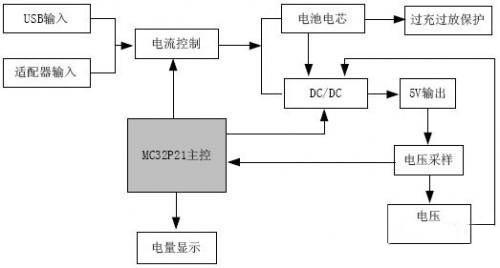 USB输入
适配器输入
电流控制
电池电芯
过充过放保护
DC/DC
5V输出
MC32P21主控
电压采样
电压
电量显示